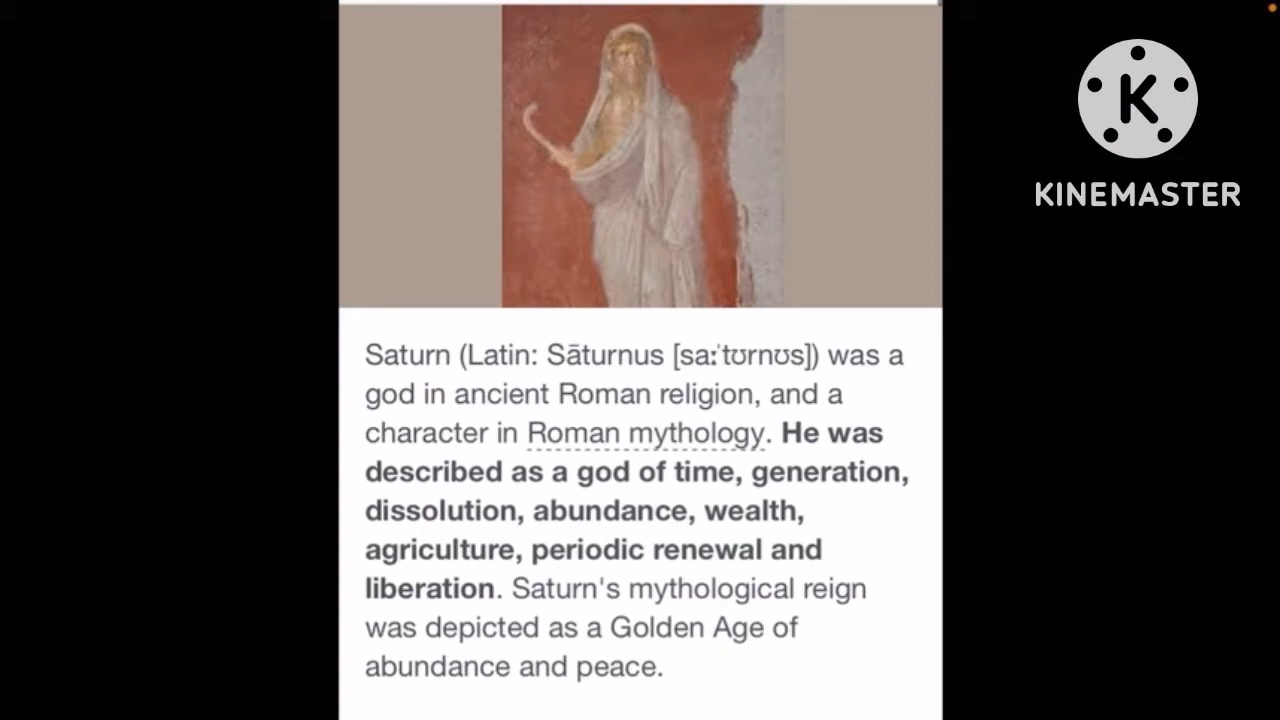 K
KINEMASTER
Saturn (Latin: Sāturnus [saːˈtʊrnʊs]) was a
god in ancient Roman religion, and a
character in Roman mythology. He was
described as a god of time, generation,
dissolution, abundance, wealth,
agriculture, periodic renewal and
liberation. Saturn's mythological reign
was depicted as a Golden Age of
abundance and peace.